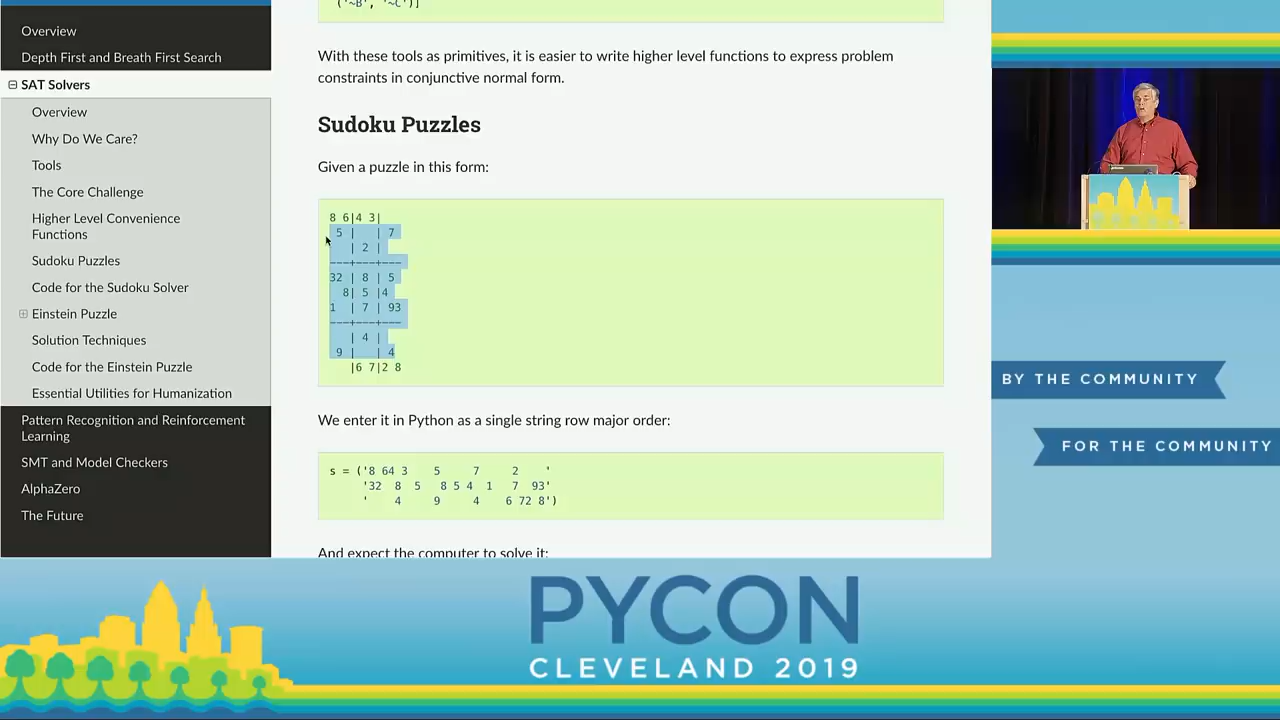 Overview
Depth First and Breath First Search
SAT Solvers
Overview
Why Do We Care?
Tools
The Core Challenge
Higher Level Convenience
Functions
Sudoku Puzzles
Code for the Sudoku Solver
Einstein Puzzle
Solution Techniques
Code for the Einstein Puzzle
Essential Utilities for Humanization
Pattern Recognition and Reinforcement
Learning
SMT and Model Checkers
AlphaZero
The Future
('~B', '~C')]
With these tools as primitives, it is easier to write higher level functions to express problem
constraints in conjunctive normal form.
Sudoku Puzzles
Given a puzzle in this form:
8 6|4 3|
 5 |   | 7
   | 2 |
---+---+---
32 | 8 | 5
  8| 5 |4
1  | 7 | 93
---+---+---
   | 4 |
 9 |   | 4
   |6 7|2 8
We enter it in Python as a single string row major order:
s = ('8 64 3    5     7     2    '
     '32  8  5   8 5 4  1   7  93'
     '    4     9     4    6 72 8')
And expect the computer to solve it:
BY THE COMMUNITY
FOR THE COMMUNITY
PYCON
CLEVELAND 2019